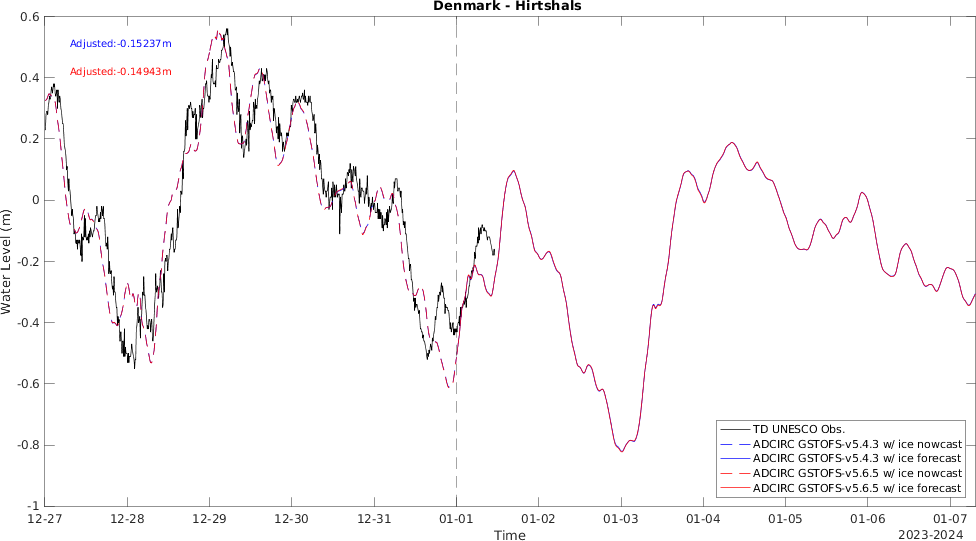 Denmark - Hirtshals
Adjusted:-0.15237m
Adjusted:-0.14943m
Water Level (m)
0.6
0.4
0.2
0
-0.2
-0.4
-0.6
-0.8
-1
TD UNESCO Obs.
ADCIRC GSTOFS-v5.4.3 w/ ice nowcast
ADCIRC GSTOFS-v5.4.3 w/ ice forecast
ADCIRC GSTOFS-v5.6.5 w/ ice nowcast
ADCIRC GSTOFS-v5.6.5 w/ ice forecast
12-27 12-28 12-29 12-30 12-31 01-01 01-02 01-03 01-04 01-05 01-06 01-07
Time
2023-2024